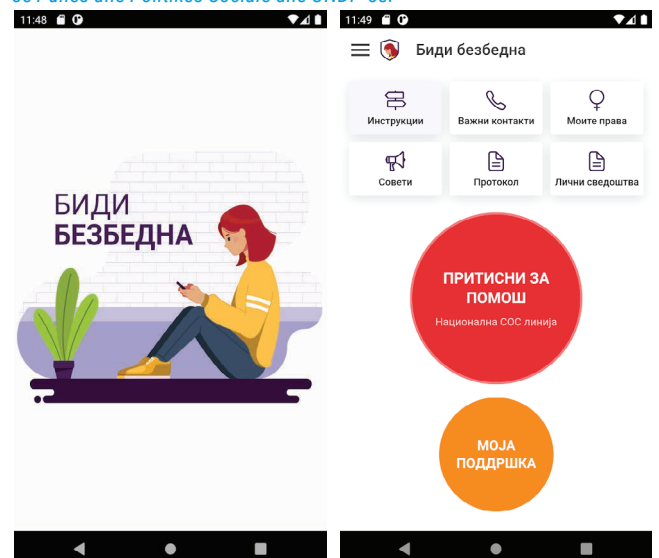 11:48
БИДИ
БЕЗБЕДНА
11:49
Биди безбедна
Инструкции
Важни контакти
Моите права
Совети
Протокол
Лични сведоштва
ПРИТИСНИ ЗА
ПОМОШ
Национална СОС линија
МОЈА
ПОДДРШКА